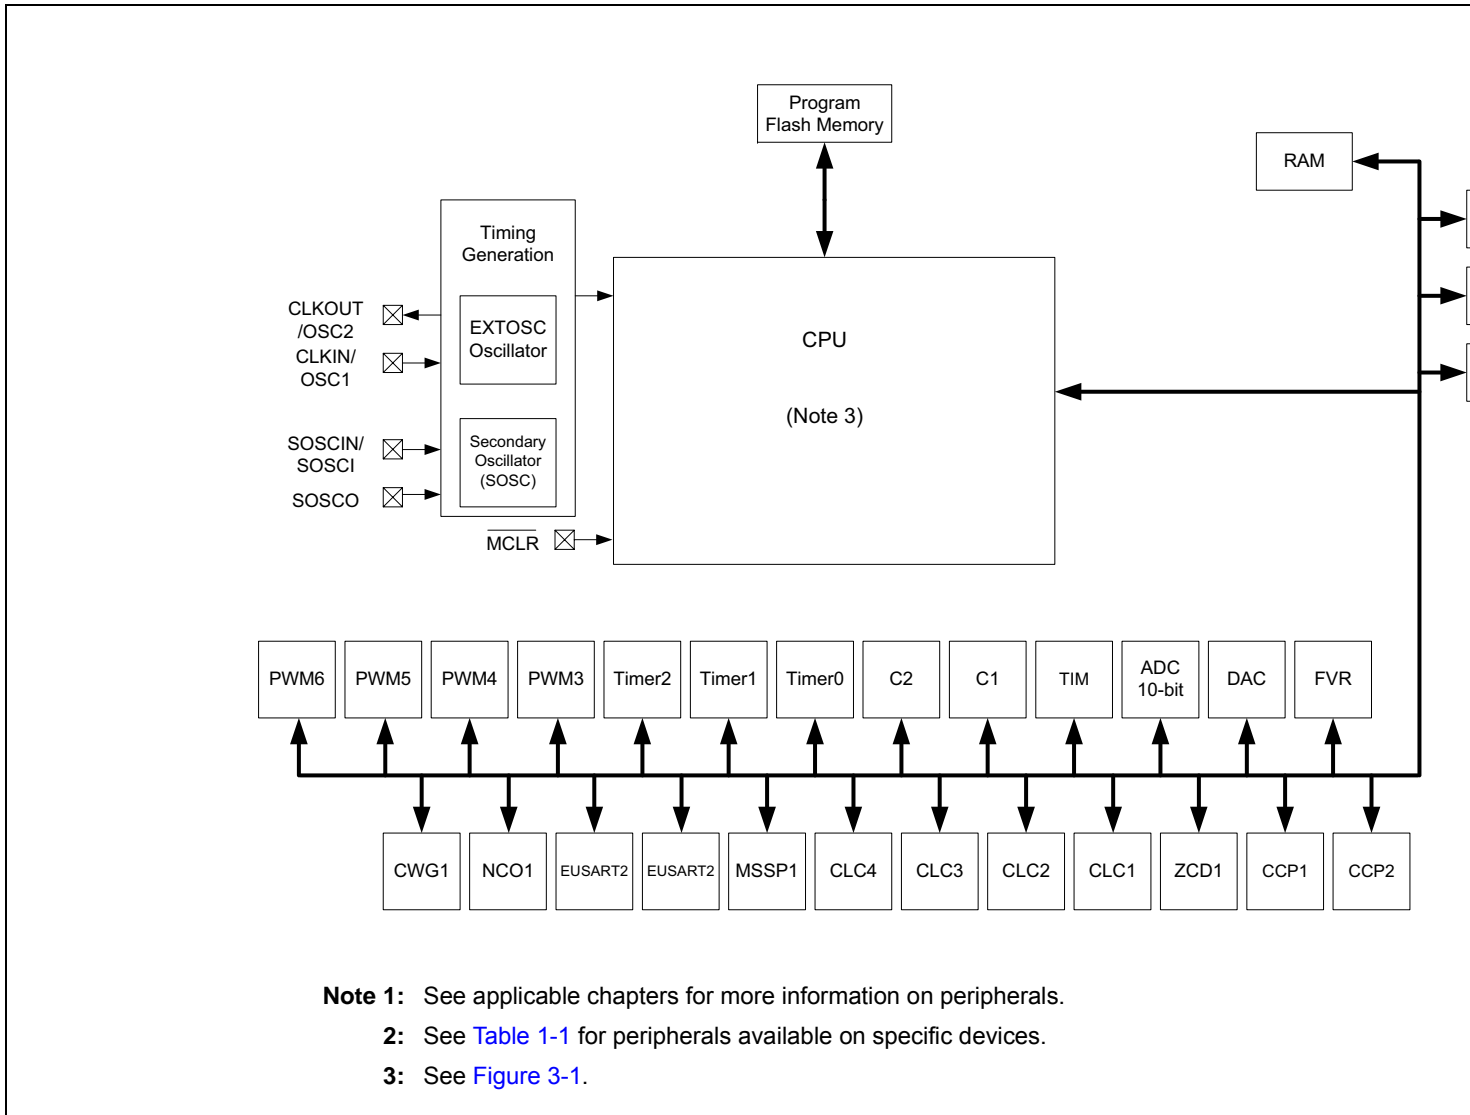 Program
Flash Memory
RAM
Timing
Generation
CLKOUT
/OSC2
EXTOSC
Oscillator
CLKIN/
OSC1
CPU
(Note 3)
SOSCIN/
SOSCI
Secondary
Oscillator
(SOSC)
SOSCO
MCLR
PWM6
PWM5
PWM4
PWM3
Timer2
Timer1
Timer0
C2
C1
TIM
ADC
10-bit
DAC
FVR
CWG1
NCO1
EUSART2
EUSART2
MSSP1
CLC4
CLC3
CLC2
CLC1
ZCD1
CCP1
CCP2
Note 1: See applicable chapters for more information on peripherals.
2: See Table 1-1 for peripherals available on specific devices.
3: See Figure 3-1.